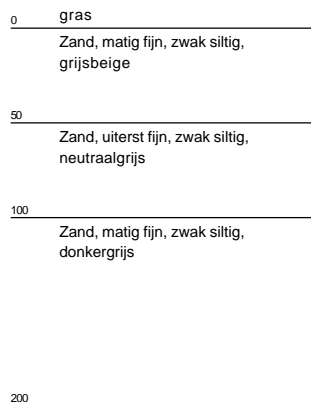 0 gras
Zand, matig fijn, zwak siltig,
grijsbeige
50
Zand, uiterst fijn, zwak siltig,
neutraalgrijs
100
Zand, matig fijn, zwak siltig,
donkergrijs
200